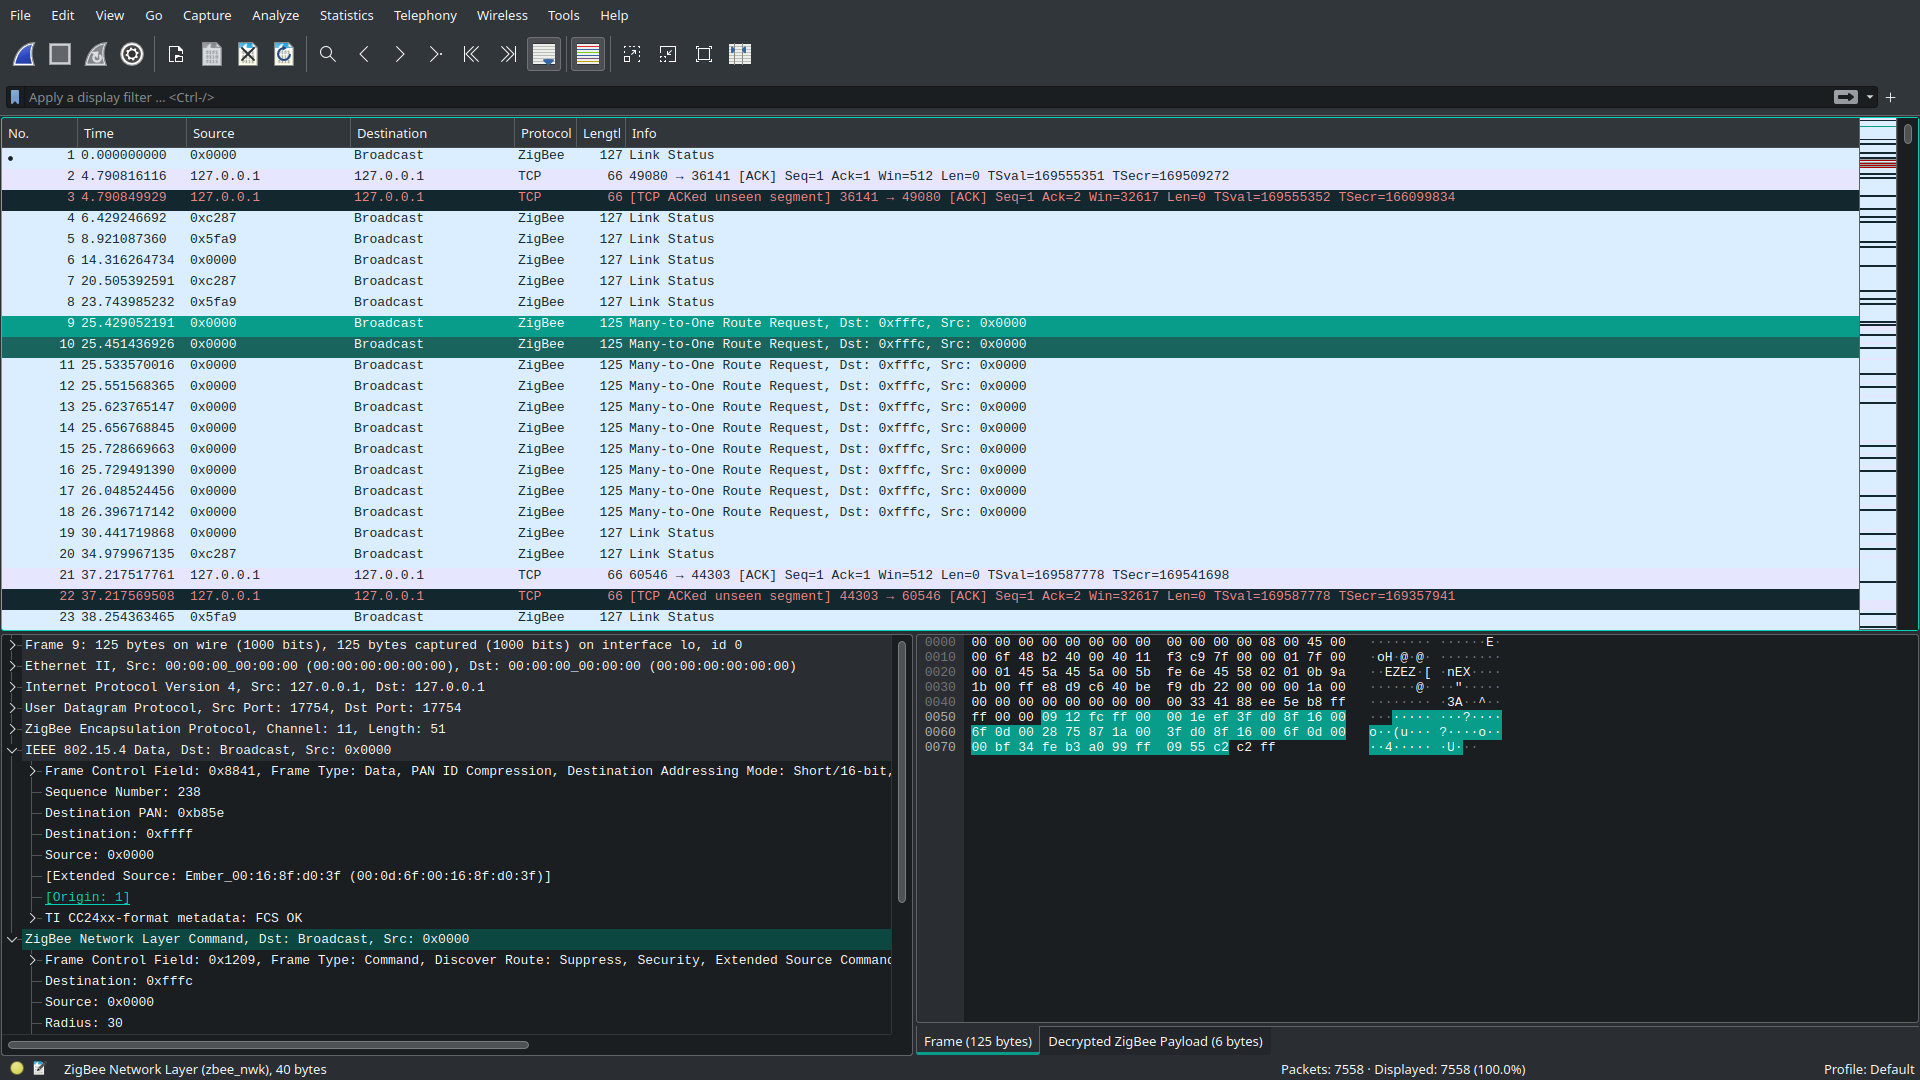 File Edit View Go Capture Analyze Statistics Telephony Wireless Tools Help
Apply a display filter ... <Ctrl-/>
No. Time Source Destination Protocol Lengtl Info
1 0.000000000 0x0000 Broadcast ZigBee 127 Link Status
2 4.790816116 127.0.0.1 127.0.0.1 TCP 66 49080 → 36141 [ACK] Seq=1 Ack=1 Win=512 Len=0 TSval=169555351 TSecr=169509272
3 4.790849929 127.0.0.1 127.0.0.1 TCP 66 [TCP ACKed unseen segment] 36141 → 49080 [ACK] Seq=1 Ack=2 Win=32617 Len=0 TSval=169555352 TSecr=166099834
4 6.429246692 0xc287 Broadcast ZigBee 127 Link Status
5 8.921087360 0x5fa9 Broadcast ZigBee 127 Link Status
6 14.316264734 0x0000 Broadcast ZigBee 127 Link Status
7 20.505392591 0xc287 Broadcast ZigBee 127 Link Status
8 23.743985232 0x5fa9 Broadcast ZigBee 127 Link Status
9 25.429052191 0x0000 Broadcast ZigBee 125 Many-to-One Route Request, Dst: 0xfffc, Src: 0x0000
10 25.451436926 0x0000 Broadcast ZigBee 125 Many-to-One Route Request, Dst: 0xfffc, Src: 0x0000
11 25.533570016 0x0000 Broadcast ZigBee 125 Many-to-One Route Request, Dst: 0xfffc, Src: 0x0000
12 25.551568365 0x0000 Broadcast ZigBee 125 Many-to-One Route Request, Dst: 0xfffc, Src: 0x0000
13 25.623765147 0x0000 Broadcast ZigBee 125 Many-to-One Route Request, Dst: 0xfffc, Src: 0x0000
14 25.656768845 0x0000 Broadcast ZigBee 125 Many-to-One Route Request, Dst: 0xfffc, Src: 0x0000
15 25.728669663 0x0000 Broadcast ZigBee 125 Many-to-One Route Request, Dst: 0xfffc, Src: 0x0000
16 25.729491390 0x0000 Broadcast ZigBee 125 Many-to-One Route Request, Dst: 0xfffc, Src: 0x0000
17 26.048524456 0x0000 Broadcast ZigBee 125 Many-to-One Route Request, Dst: 0xfffc, Src: 0x0000
18 26.396717142 0x0000 Broadcast ZigBee 125 Many-to-One Route Request, Dst: 0xfffc, Src: 0x0000
19 30.441719868 0x0000 Broadcast ZigBee 127 Link Status
20 34.979967135 0xc287 Broadcast ZigBee 127 Link Status
21 37.217517761 127.0.0.1 127.0.0.1 TCP 66 60546 → 44303 [ACK] Seq=1 Ack=1 Win=512 Len=0 TSval=169587778 TSecr=169541698
22 37.217569508 127.0.0.1 127.0.0.1 TCP 66 [TCP ACKed unseen segment] 44303 → 60546 [ACK] Seq=1 Ack=2 Win=32617 Len=0 TSval=169587778 TSecr=169357941
23 38.254363465 0x5fa9 Broadcast ZigBee 127 Link Status
Frame 9: 125 bytes on wire (1000 bits), 125 bytes captured (1000 bits) on interface lo, id 0
Ethernet II, Src: 00:00:00_00:00:00 (00:00:00:00:00:00), Dst: 00:00:00_00:00:00 (00:00:00:00:00:00)
Internet Protocol Version 4, Src: 127.0.0.1, Dst: 127.0.0.1
User Datagram Protocol, Src Port: 17754, Dst Port: 17754
ZigBee Encapsulation Protocol, Channel: 11, Length: 51
IEEE 802.15.4 Data, Dst: Broadcast, Src: 0x0000
Frame Control Field: 0x8841, Frame Type: Data, PAN ID Compression, Destination Addressing Mode: Short/16-bit,
Sequence Number: 238
Destination PAN: 0xb85e
Destination: 0xffff
Source: 0x0000
[Extended Source: Ember_00:16:8f:d0:3f (00:0d:6f:00:16:8f:d0:3f)]
[Origin: 1]
TI CC24xx-format metadata: FCS OK
ZigBee Network Layer Command, Dst: Broadcast, Src: 0x0000
Frame Control Field: 0x1209, Frame Type: Command, Discover Route: Suppress, Security, Extended Source Command
Destination: 0xfffc
Source: 0x0000
Radius: 30
0000 00 00 00 00 00 00 00 00 00 00 00 00 08 00 45 00 ········ ······E·
0010 00 6f 48 b2 40 00 40 11 f3 c9 7f 00 00 01 7f 00 ·oH·@·@· ········
0020 00 01 45 5a 45 5a 00 5b fe 6e 45 58 02 01 0b 9a ··EZEZ·[ ·nEX····
0030 1b 00 ff e8 d9 c6 40 be f9 db 22 00 00 00 1a 00 ······@· ··"·····
0040 00 00 00 00 00 00 00 00 00 33 41 88 ee 5e b8 ff ········ ·3A··^··
0050 ff 00 00 09 12 fc ff 00 00 1e ef 3f d0 8f 16 00 ········ ···?····
0060 6f 0d 00 28 75 87 1a 00 3f d0 8f 16 00 6f 0d 00 o··(u··· ?····o··
0070 00 bf 34 fe b3 a0 99 ff 09 55 c2 c2 ff ··4····· ·U···
Frame (125 bytes) Decrypted ZigBee Payload (6 bytes)
ZigBee Network Layer (zbee_nwk), 40 bytes Packets: 7558 · Displayed: 7558 (100.0%) Profile: Default